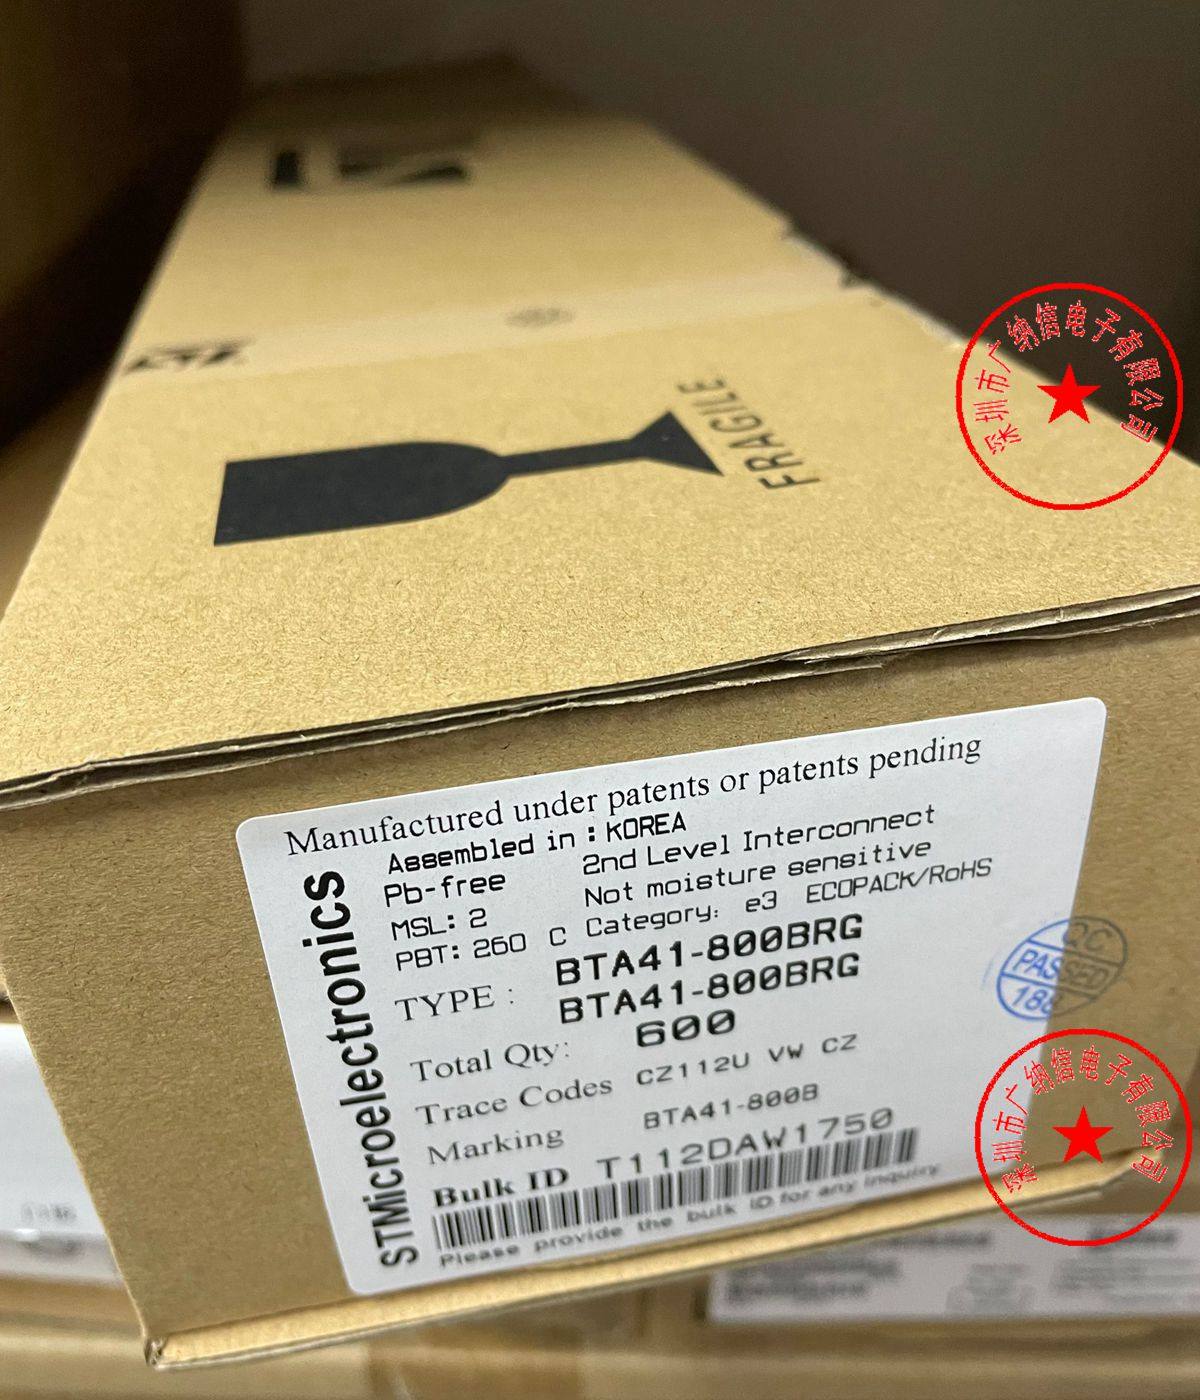 FRAGILE
深圳市广纳信电子有限公司
Manufactured under patents or patents pending
Assembled in : KOREA
Pb-free 2nd Level Interconnect
MSL: 2 Not moisture sensitive
PBT: 260 C Category: e3 ECOPACK/RoHS
TYPE : BTA41-800BRG
BTA41-800BRG
Total Qty: 600
Trace Codes CZ112U VW CZ
Marking BTA41-800B
Bulk ID T112DAW1750
Please provide the bulk ID for any inquiry
STMicroelectronics
QC
PASSED
深圳市广纳信电子有限公司